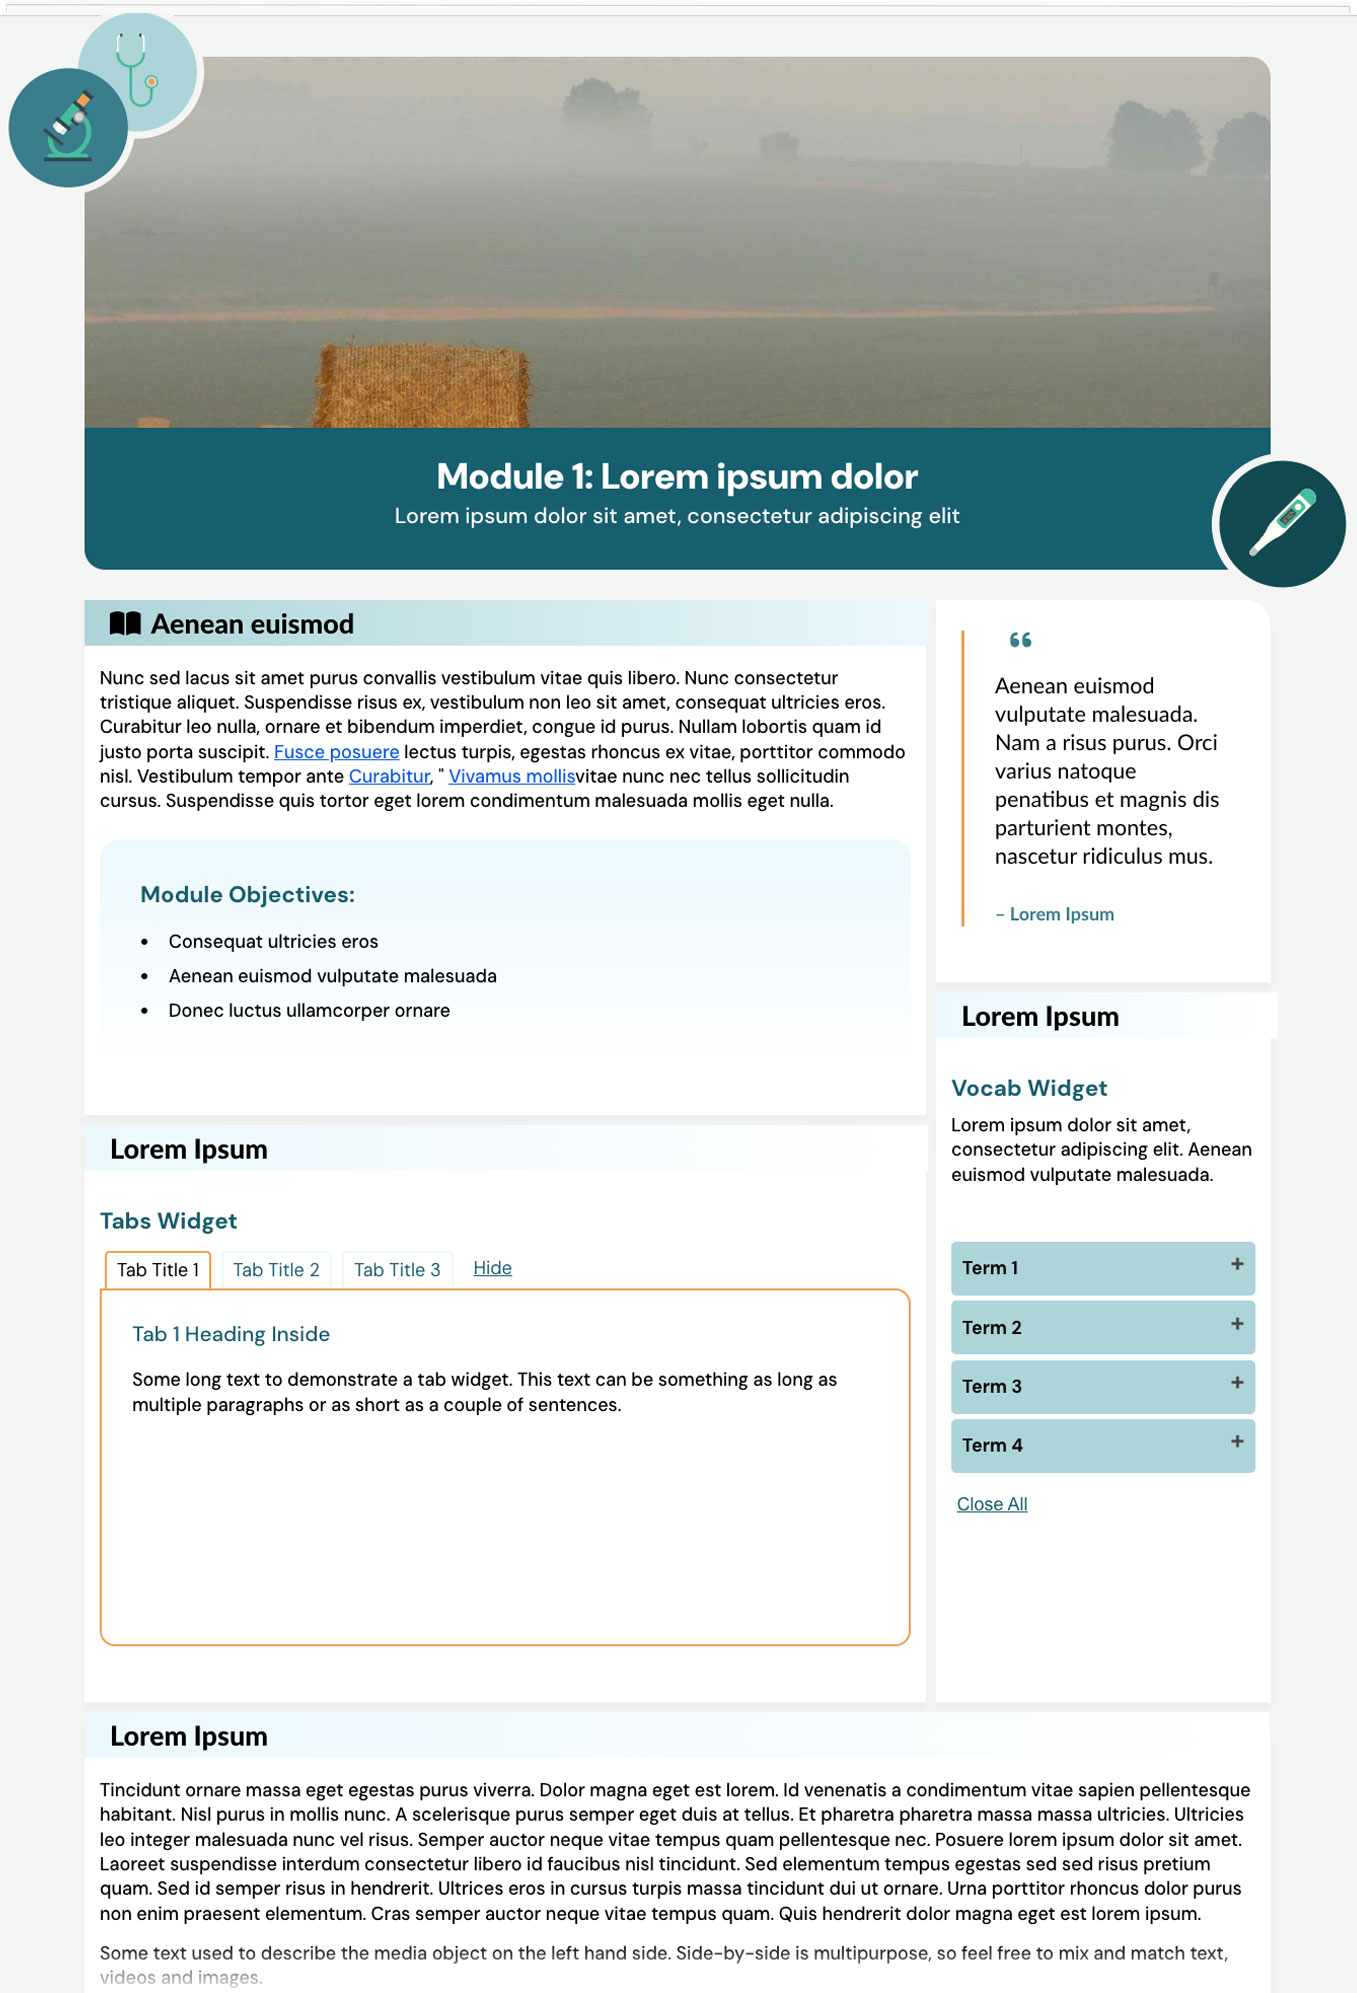 Module 1: Lorem ipsum dolor
Lorem ipsum dolor sit amet, consectetur adipiscing elit
Aenean euismod
Nunc sed lacus sit amet purus convallis vestibulum vitae quis libero. Nunc consectetur
tristique aliquet. Suspendisse risus ex, vestibulum non leo sit amet, consequat ultricies eros.
Curabitur leo nulla, ornare et bibendum imperdiet, congue id purus. Nullam lobortis quam id
justo porta suscipit. Fusce posuere lectus turpis, egestas rhoncus ex vitae, porttitor commodo
nisl. Vestibulum tempor ante Curabitur, " Vivamus mollisvitae nunc nec tellus sollicitudin
cursus. Suspendisse quis tortor eget lorem condimentum malesuada mollis eget nulla.
Module Objectives:
• Consequat ultricies eros
• Aenean euismod vulputate malesuada
• Donec luctus ullamcorper ornare
“
Aenean euismod
vulputate malesuada.
Nam a risus purus. Orci
varius natoque
penatibus et magnis dis
parturient montes,
nascetur ridiculus mus.
– Lorem Ipsum
Lorem Ipsum
Tabs Widget
Tab Title 1 Tab Title 2 Tab Title 3 Hide
Tab 1 Heading Inside
Some long text to demonstrate a tab widget. This text can be something as long as
multiple paragraphs or as short as a couple of sentences.
Lorem Ipsum
Vocab Widget
Lorem ipsum dolor sit amet,
consectetur adipiscing elit. Aenean
euismod vulputate malesuada.
Term 1 +
Term 2 +
Term 3 +
Term 4 +
Close All
Lorem Ipsum
Tincidunt ornare massa eget egestas purus viverra. Dolor magna eget est lorem. Id venenatis a condimentum vitae sapien pellentesque
habitant. Nisl purus in mollis nunc. A scelerisque purus semper eget duis at tellus. Et pharetra pharetra massa massa ultricies. Ultricies
leo integer malesuada nunc vel risus. Semper auctor neque vitae tempus quam pellentesque nec. Posuere lorem ipsum dolor sit amet.
Laoreet suspendisse interdum consectetur libero id faucibus nisl tincidunt. Sed elementum tempus egestas sed sed risus pretium
quam. Sed id semper risus in hendrerit. Ultrices eros in cursus turpis massa tincidunt dui ut ornare. Urna porttitor rhoncus dolor purus
non enim praesent elementum. Cras semper auctor neque vitae tempus quam. Quis hendrerit dolor magna eget est lorem ipsum.
Some text used to describe the media object on the left hand side. Side-by-side is multipurpose, so feel free to mix and match text,
videos and images.